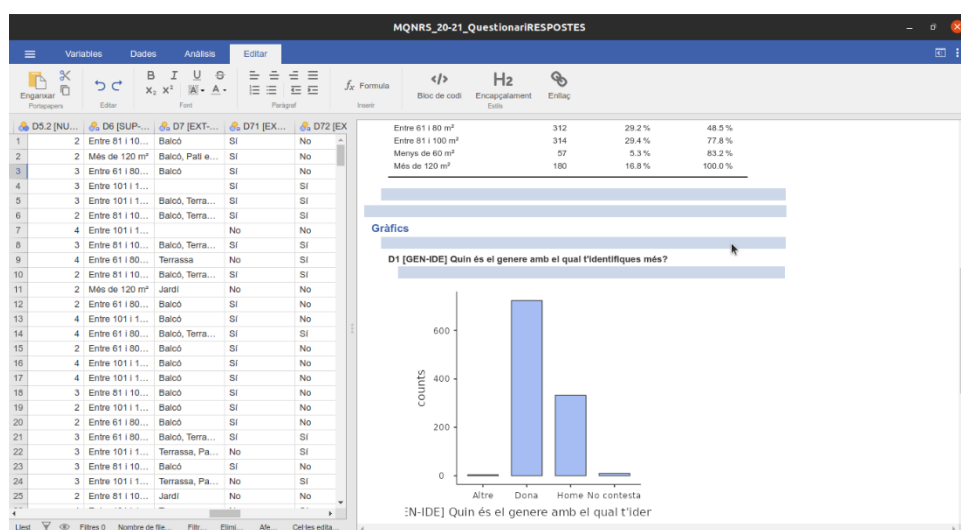 MQNRS_20-21_QuestionariRESPOSTES
Variables Dades Anàlisis Editar
Enganxar
Portapapers
Editar
B I U
X₂ X² A A
Font
Paràgraf
fx Formula
Inserir
</> Bloc de codi
H2 Encapçalament
Estils
Enllaç
D5.2 [NU... D6 [SUP-... D7 [EXT-... D71 [EX... D72 [EX
1 2 Entre 81 i 10... Balcó Sí No
2 2 Més de 120 m² Balcó, Pati e... Sí No
3 3 Entre 61 i 80... Balcó Sí No
4 3 Entre 101 i 1... Sí Sí
5 3 Entre 101 i 1... Balcó, Terra... Sí Sí
6 2 Entre 81 i 10... Balcó, Terra... Sí Sí
7 4 Entre 101 i 1... No No
8 3 Entre 81 i 10... Balcó, Terra... Sí Sí
9 4 Entre 61 i 80... Terrassa No Sí
10 2 Entre 81 i 10... Balcó, Terra... Sí Sí
11 2 Més de 120 m² Jardí No No
12 2 Entre 61 i 80... Balcó Sí No
13 4 Entre 101 i 1... Balcó Sí No
14 4 Entre 61 i 80... Balcó, Terra... Sí Sí
15 2 Entre 61 i 80... Balcó Sí No
16 4 Entre 101 i 1... Balcó Sí No
17 4 Entre 101 i 1... Balcó Sí No
18 3 Entre 81 i 10... Balcó Sí No
19 2 Entre 101 i 1... Balcó Sí No
20 2 Entre 61 i 80... Balcó Sí No
21 3 Entre 61 i 80... Balcó, Terra... Sí Sí
22 3 Entre 101 i 1... Terrassa, Pa... No Sí
23 3 Entre 81 i 10... Balcó Sí No
24 3 Entre 101 i 1... Terrassa, Pa... No Sí
25 2 Entre 81 i 10... Jardí No No
Llest Filtres 0 Nombre de file... Filtr... Elimi... Afe... Cel·les edita...
Entre 61 i 80 m² 312 29.2 % 48.5 %
Entre 81 i 100 m² 314 29.4 % 77.8 %
Menys de 60 m² 57 5.3 % 83.2 %
Més de 120 m² 180 16.8 % 100.0 %
Gràfics
D1 [GEN-IDE] Quin és el genere amb el qual t'identifiques més?
600
400
200
0
counts
Altre Dona Home No contesta
EN-IDE] Quin és el genere amb el qual t'ider